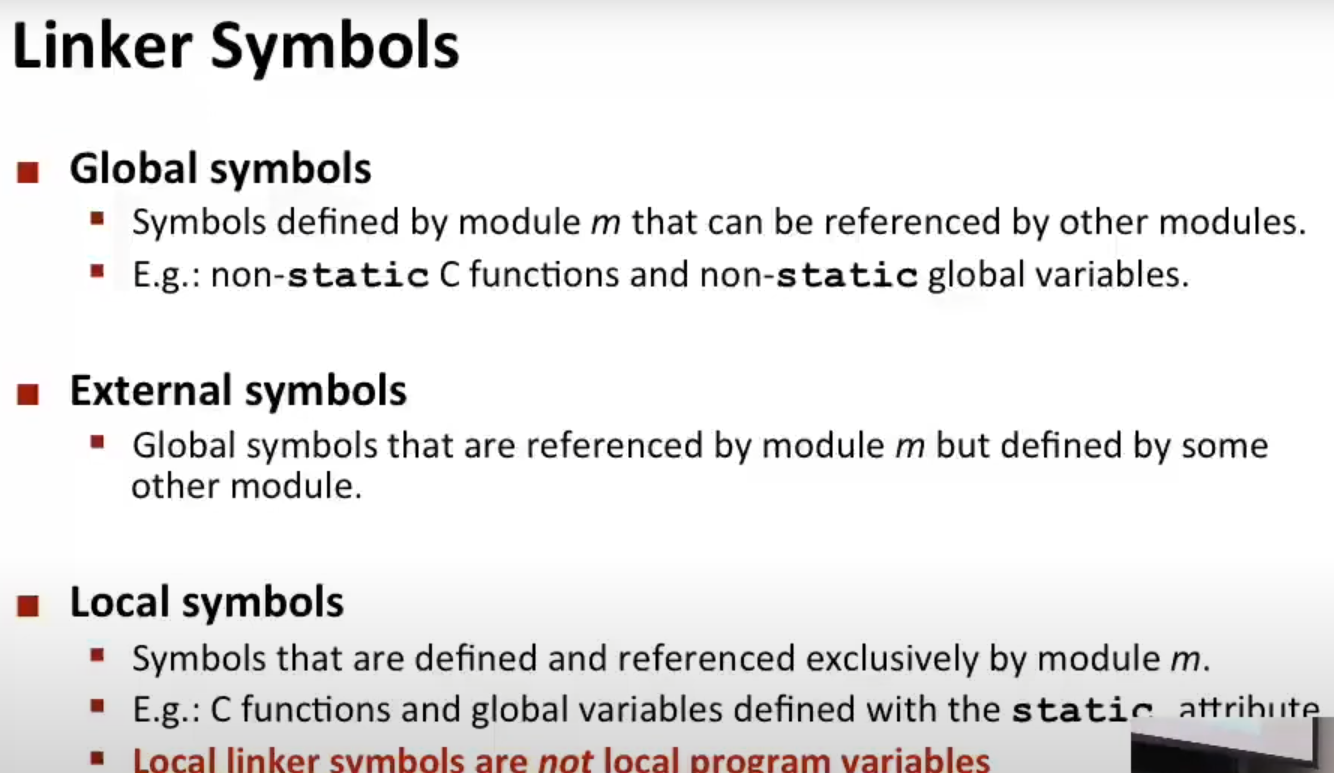 Linker Symbols
Global symbols
Symbols defined by module m that can be referenced by other modules.
E.g.: non-static C functions and non-static global variables.
External symbols
Global symbols that are referenced by module m but defined by some
other module.
Local symbols
Symbols that are defined and referenced exclusively by module m.
E.g.: C functions and global variables defined with the static attribute
Local linker symbols are not local program variables